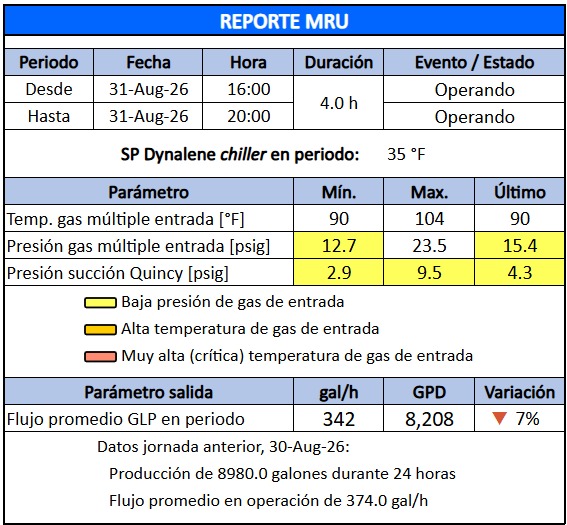 REPORTE MRU
Periodo Fecha Hora Duración Evento / Estado
Desde 31-Aug-26 16:00 4.0 h Operando
Hasta 31-Aug-26 20:00 Operando
SP Dynalene chiller en periodo: 35 °F
Parámetro Mín. Max. Último
Temp. gas múltiple entrada [°F] 90 104 90
Presión gas múltiple entrada [psig] 12.7 23.5 15.4
Presión succión Quincy [psig] 2.9 9.5 4.3
Baja presión de gas de entrada
Alta temperatura de gas de entrada
Muy alta (crítica) temperatura de gas de entrada
Parámetro salida gal/h GPD Variación
Flujo promedio GLP en periodo 342 8,208 ▼ 7%
Datos jornada anterior, 30-Aug-26:
Producción de 8980.0 galones durante 24 horas
Flujo promedio en operación de 374.0 gal/h